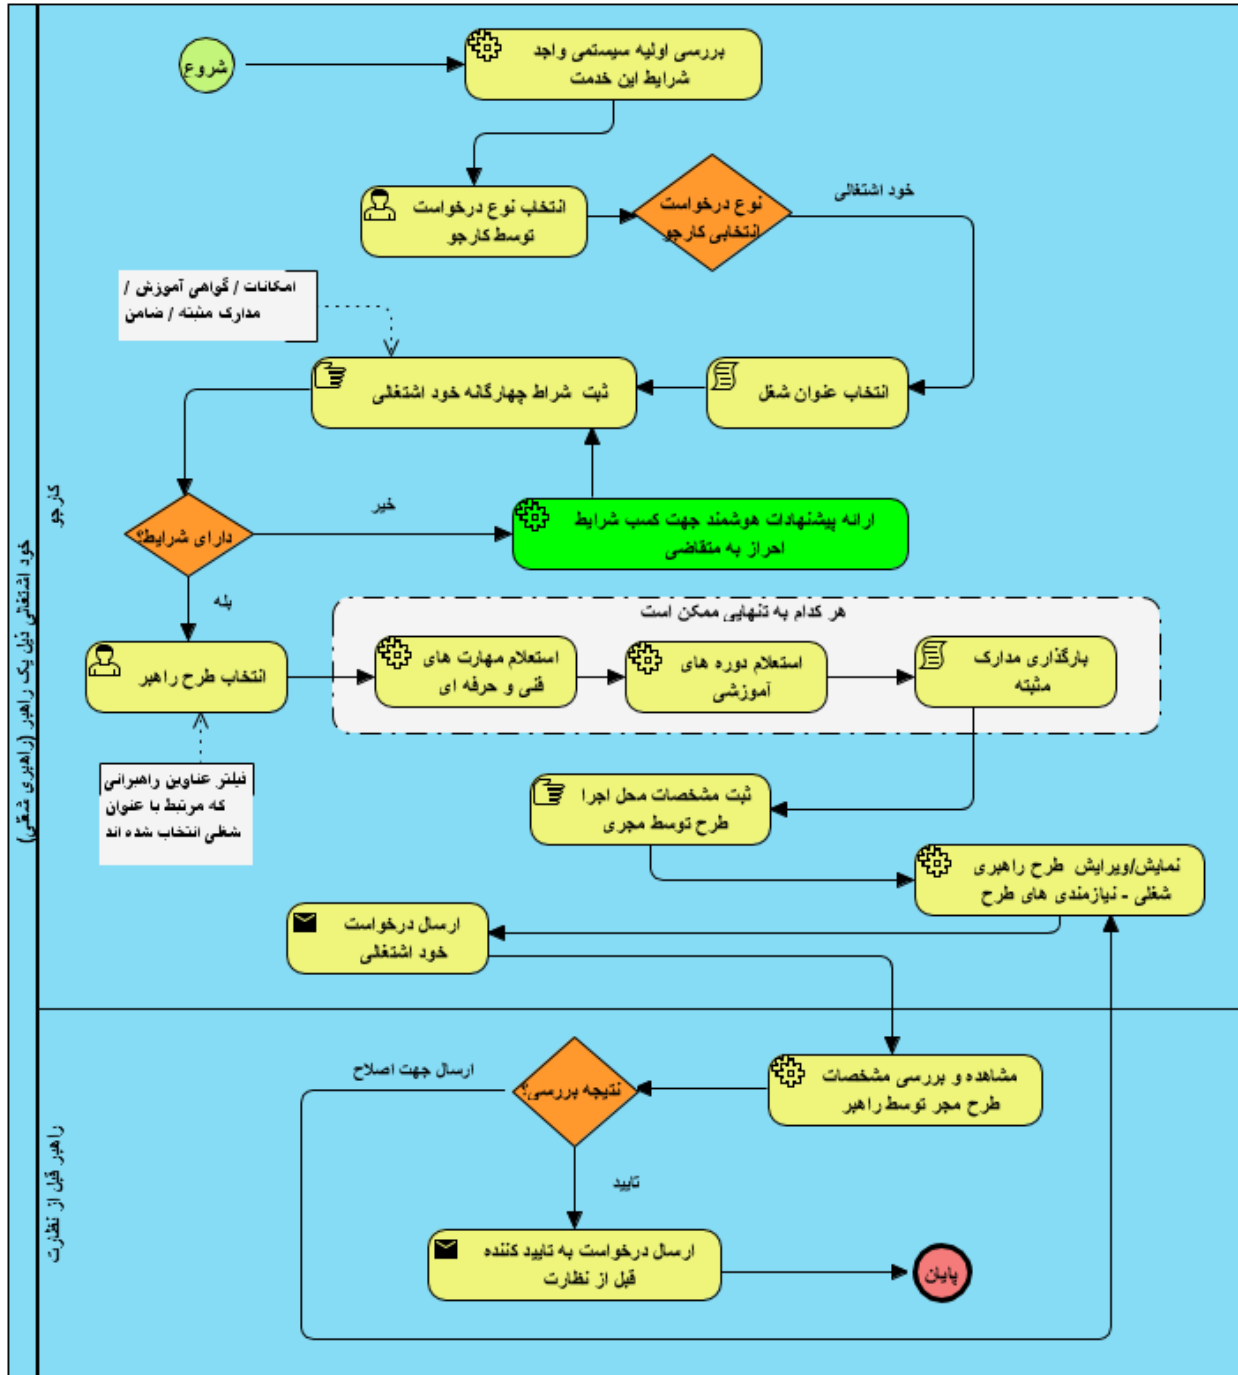 خود اشتغالی ذیل یک راهبر (راهبری شغلی)
کارجو
شروع
بررسی اولیه سیستمی واجد
شرایط این خدمت
انتخاب نوع درخواست
توسط کارجو
نوع درخواست
انتخابی کارجو
خود اشتغالی
امکانات / گواهی آموزش /
مدارک مثبته / ضامن
انتخاب عنوان شغل
ثبت شراط چهارگانه خود اشتغالی
دارای شرایط؟
خیر
ارائه پیشنهادات هوشمند جهت کسب شرایط
احراز به متقاضی
بله
انتخاب طرح راهبر
فیلتر عناوین راهبرانی
که مرتبط با عنوان
شغلی انتخاب شده اند
هر کدام به تنهایی ممکن است
استعلام مهارت های
فنی و حرفه ای
استعلام دوره های
آموزشی
بارگذاری مدارک
مثبته
ثبت مشخصات محل اجرا
طرح توسط مجری
نمایش/ویرایش طرح راهبری
شغلی - نیازمندی های طرح
ارسال درخواست
خود اشتغالی
راهبر قبل از نظارت
مشاهده و بررسی مشخصات
طرح مجر توسط راهبر
نتیجه بررسی؟
ارسال جهت اصلاح
تایید
ارسال درخواست به تایید کننده
قبل از نظارت
پایان